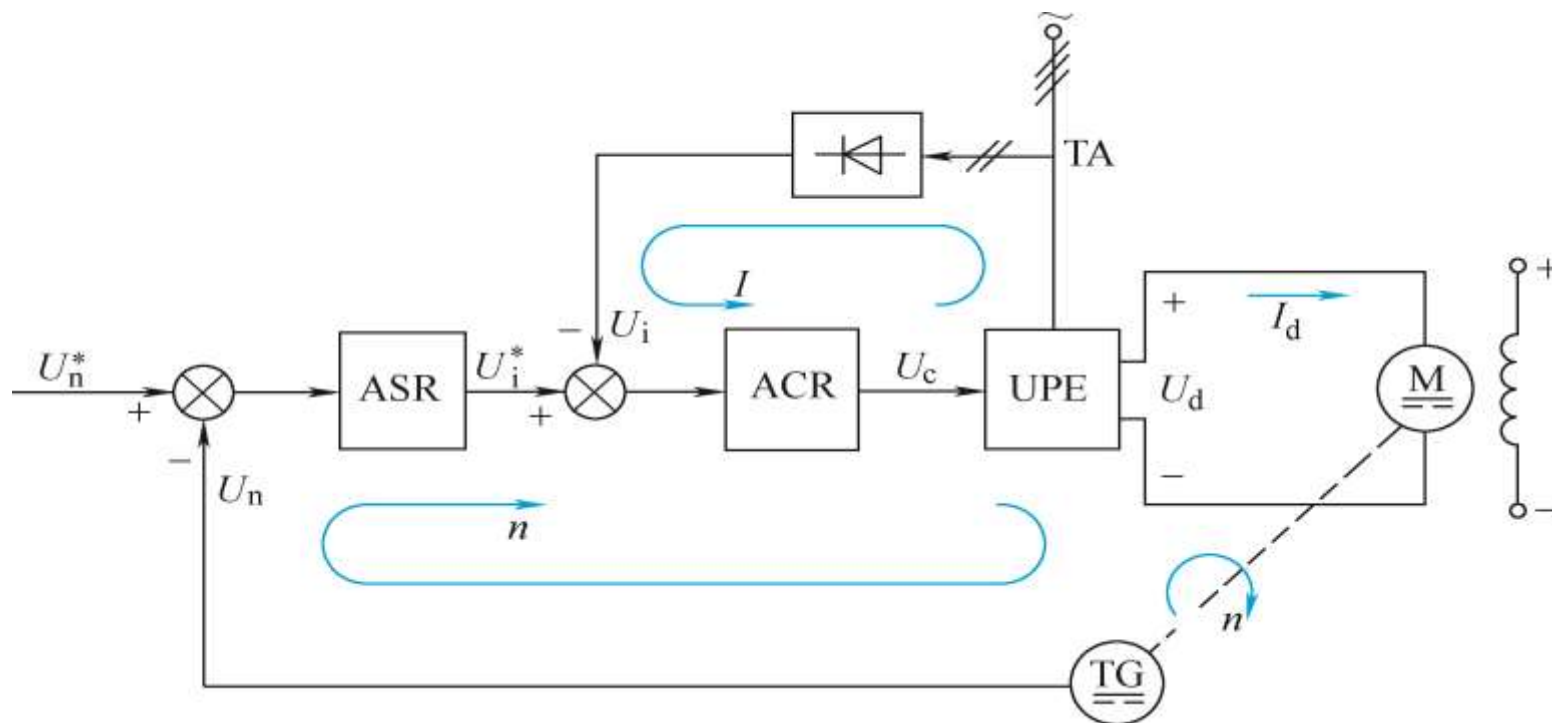 ~
TA
I
U_i
+
I_d
+
U_n^*
+
−
ASR
U_i^*
+
−
ACR
U_c
UPE
U_d
M
−
−
U_n
n
n
TG